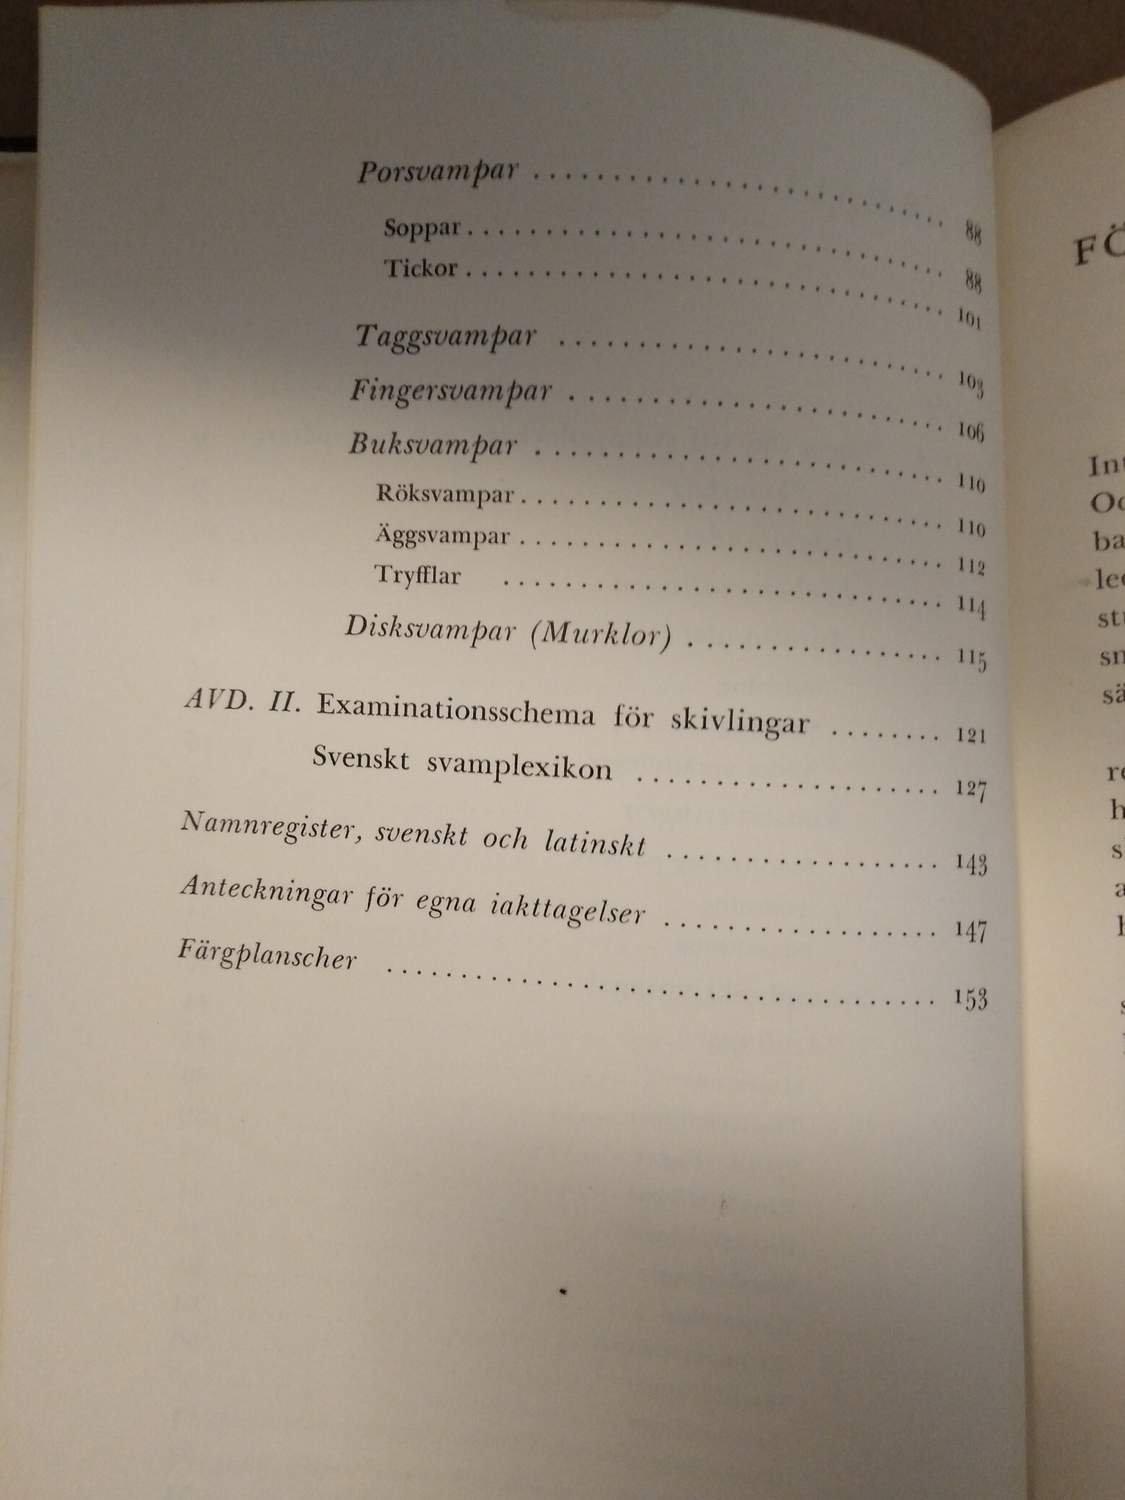 Porsvampar . . . . . . . . . . . . . . . . . . . . . . . . . . 88
Soppar . . . . . . . . . . . . . . . . . . . . . . . . . . . . . . 88
Tickor . . . . . . . . . . . . . . . . . . . . . . . . . . . . . . 101
Taggsvampar . . . . . . . . . . . . . . . . . . . . . . . . 103
Fingersvampar . . . . . . . . . . . . . . . . . . . . . . . 106
Buksvampar . . . . . . . . . . . . . . . . . . . . . . . . . 110
Röksvampar . . . . . . . . . . . . . . . . . . . . . . . . . . 110
Äggsvampar . . . . . . . . . . . . . . . . . . . . . . . . . . 112
Tryfflar . . . . . . . . . . . . . . . . . . . . . . . . . . . . 114
Disksvampar (Murklor) . . . . . . . . . . . . . . . . 115
AVD. II. Examinationsschema för skivlingar . . . . . . . . 121
Svenskt svamplexikon . . . . . . . . . . . . . . . . . . . 127
Namnregister, svenskt och latinskt . . . . . . . . . . . . . . . . . 143
Anteckningar för egna iakttagelser . . . . . . . . . . . . . . . . . 147
Färgplanscher . . . . . . . . . . . . . . . . . . . . . . . . . . . . . . . 153
FÖ